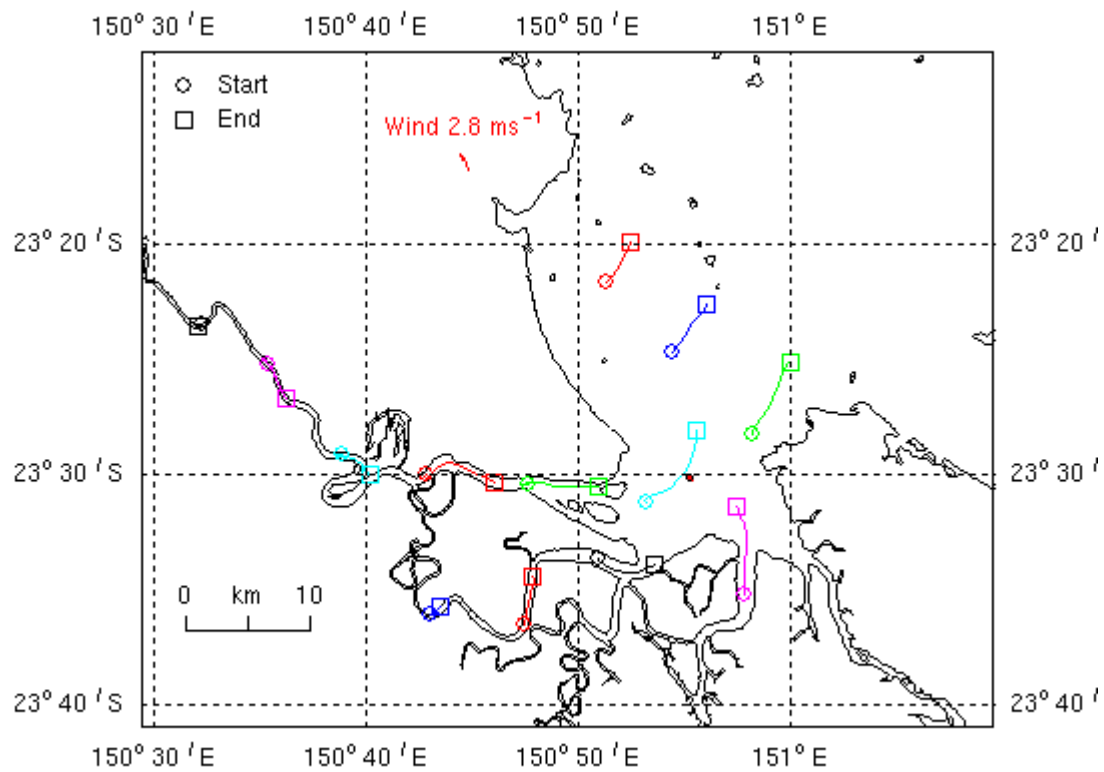 150° 30 ′ E 150° 40 ′ E 150° 50 ′ E 151° E
Start
End
Wind 2.8 ms⁻¹
23° 20 ′ S 23° 20 ′
23° 30 ′ S 23° 30 ′
0 km 10
23° 40 ′ S 23° 40 ′
150° 30 ′ E 150° 40 ′ E 150° 50 ′ E 151° E